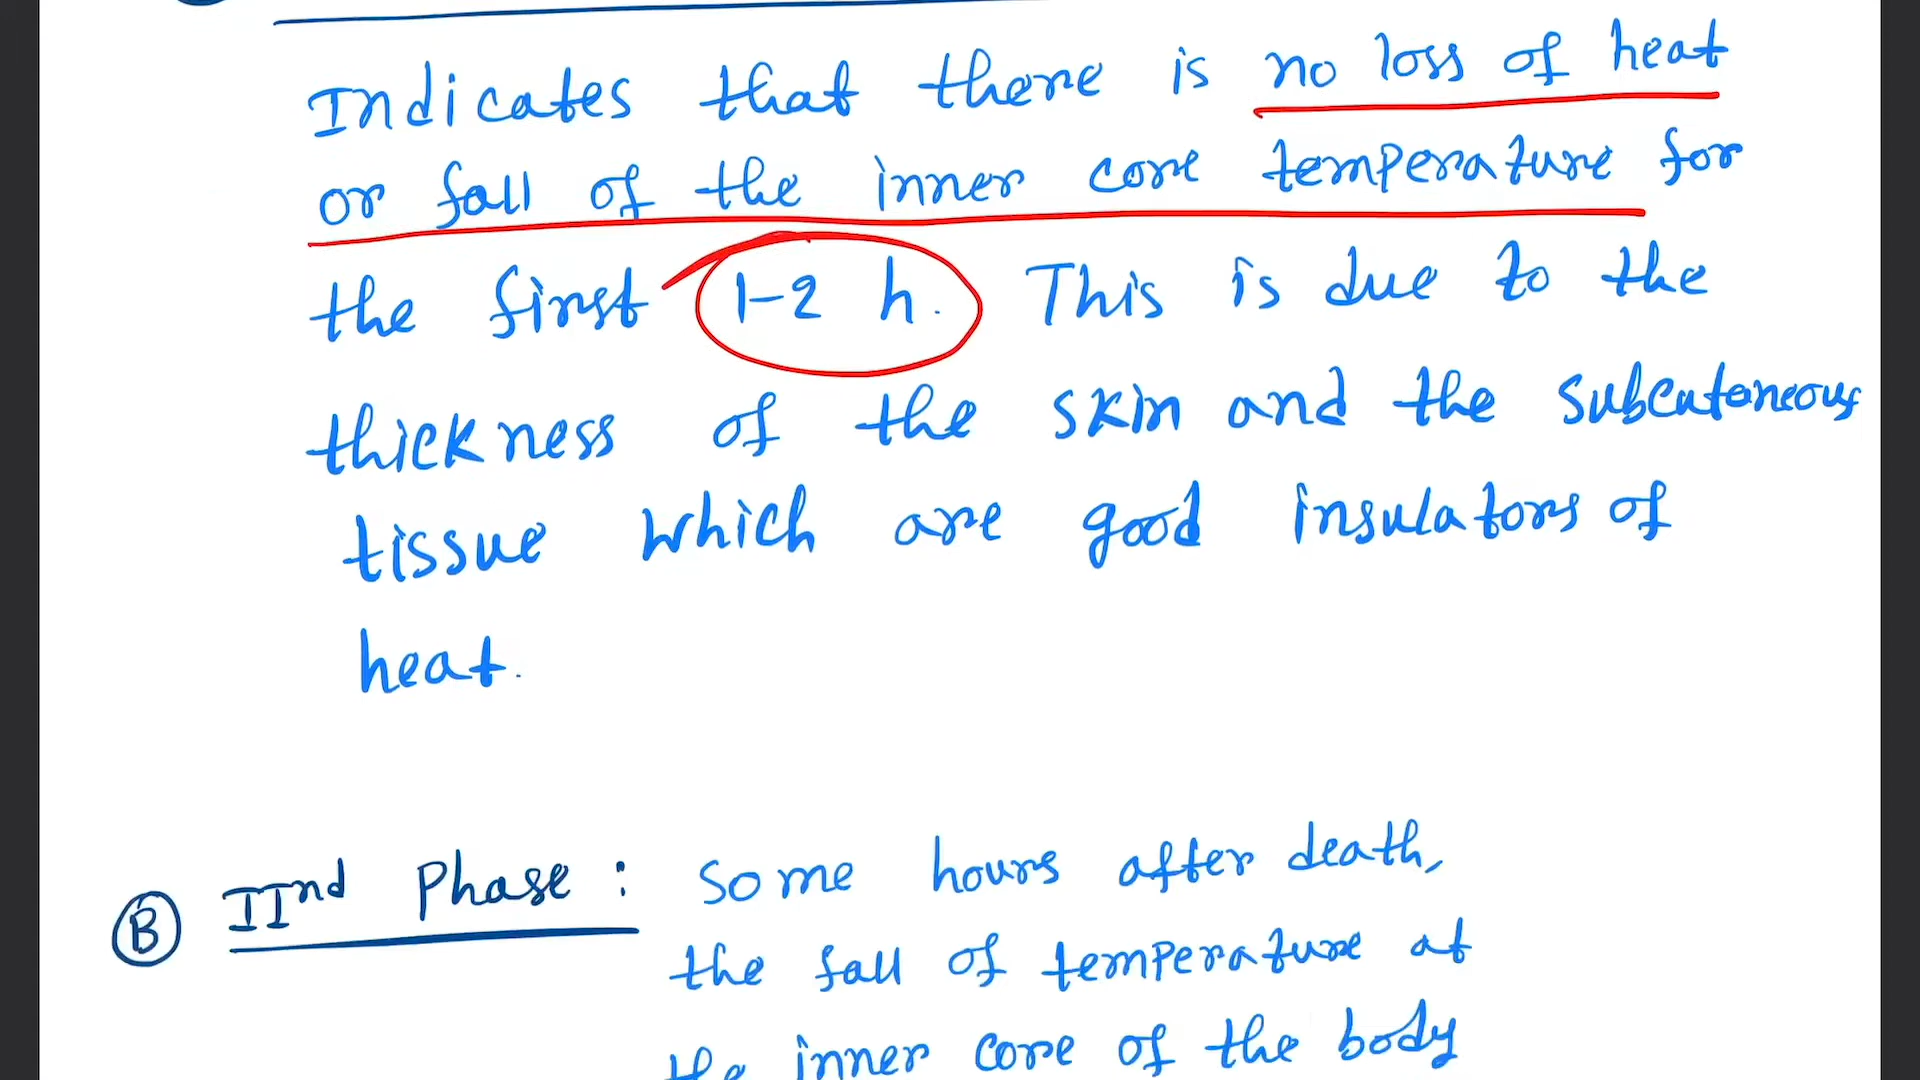 Indicates that there is no loss of heat
or fall of the inner core temperature for
the first 1-2 h. This is due to the
thickness of the skin and the subcutaneous
tissue which are good insulators of
heat.
B IInd Phase : Some hours after death,
the fall of temperature at
the inner core of the body